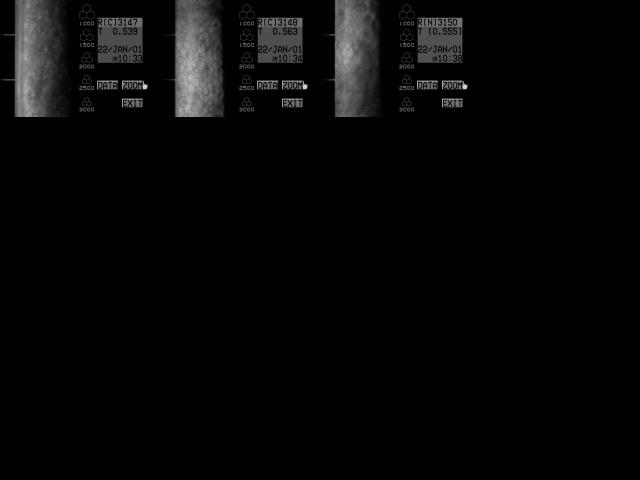 1000
R(C)3147
T 0.539
1500
22/JAN/01
10:33
2000
2500
DATA ZOOM
EXIT
3000
1000
R(C)3148
T 0.563
1500
22/JAN/01
10:34
2000
2500
DATA ZOOM
EXIT
3000
1000
R(N)3150
T (0.555)
1500
22/JAN/01
2000
2500
DATA ZOOM
EXIT
3000